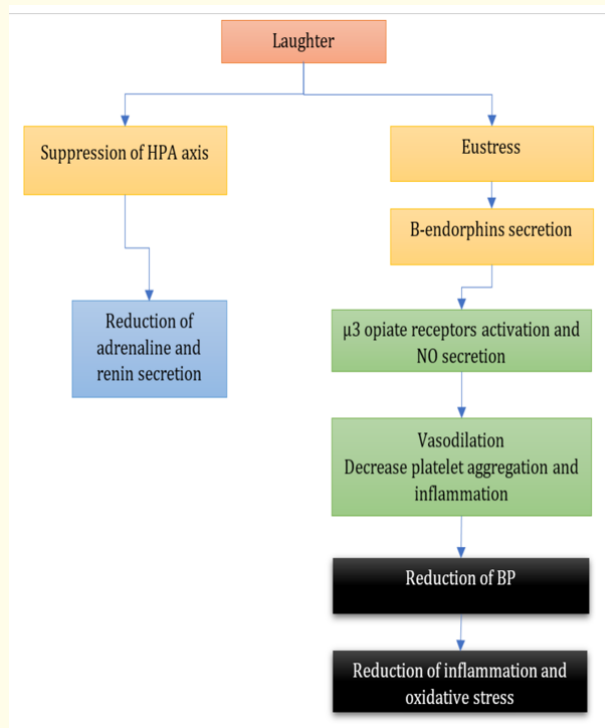 Laughter
Suppression of HPA axis
Eustress
B-endorphins secretion
Reduction of
adrenaline and
renin secretion
μ3 opiate receptors activation and
NO secretion
Vasodilation
Decrease platelet aggregation and
inflammation
Reduction of BP
Reduction of inflammation and
oxidative stress